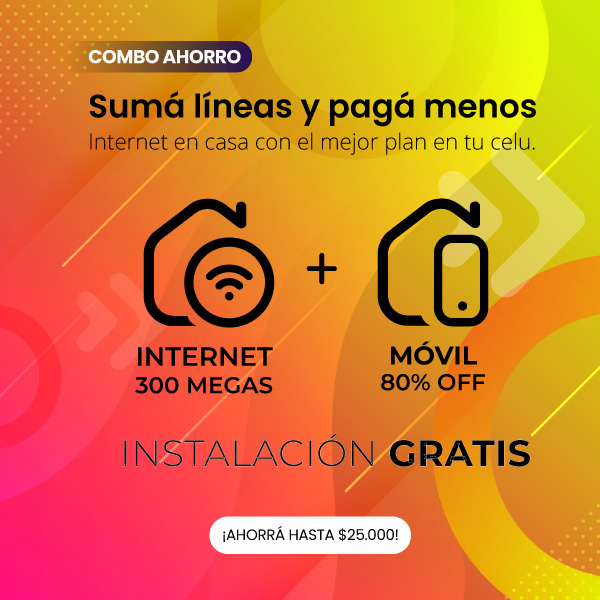 COMBO AHORRO
Sumá líneas y pagá menos
Internet en casa con el mejor plan en tu celu.
+
INTERNET
300 MEGAS
MÓVIL
80% OFF
INSTALACIÓN GRATIS
¡AHORRÁ HASTA $25.000!